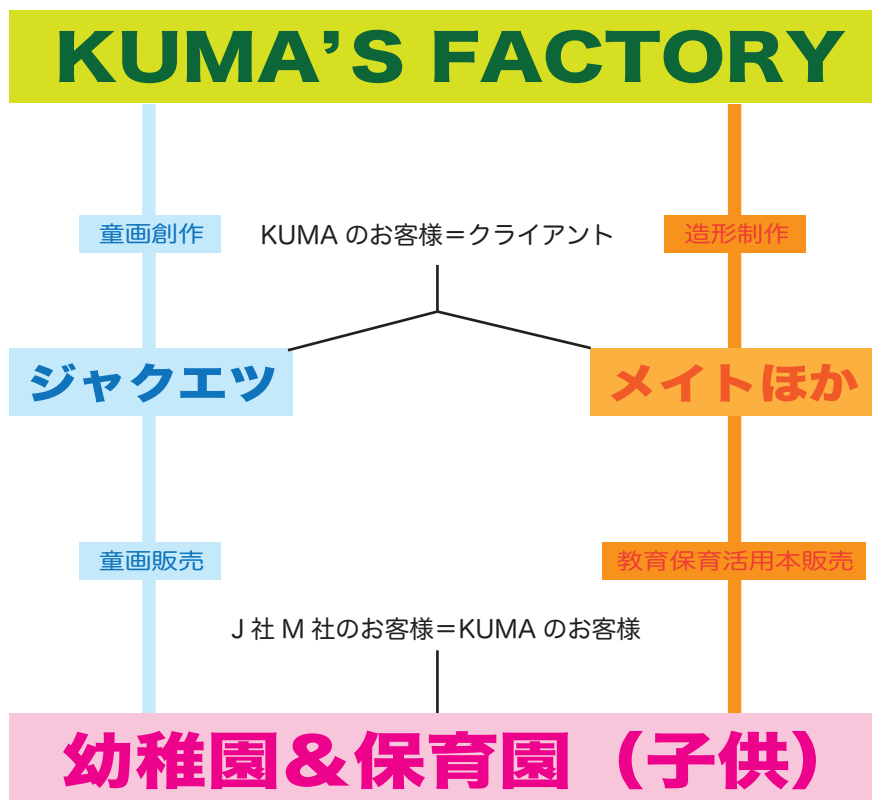 KUMA’S FACTORY
童画創作
KUMA のお客様＝クライアント
造形制作
ジャクエツ
メイトほか
童画販売
教育保育活用本販売
J 社 M 社のお客様＝KUMA のお客様
幼稚園＆保育園（子供）